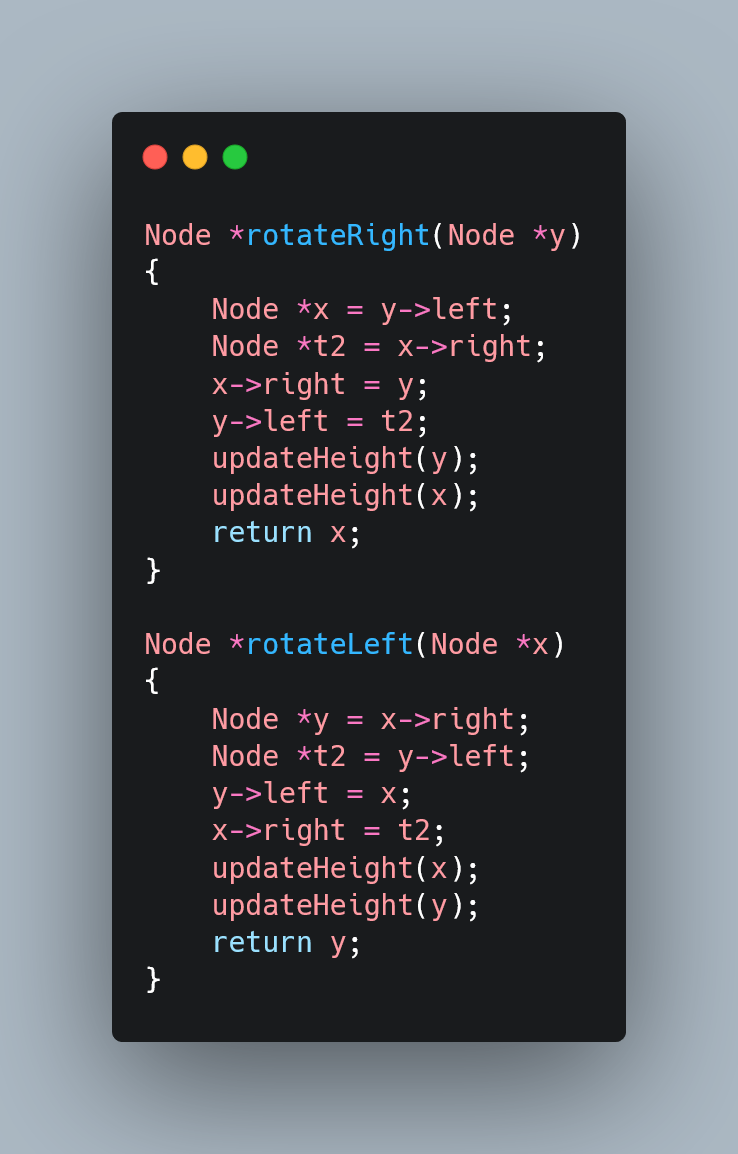 Node *rotateRight(Node *y)
{
    Node *x = y->left;
    Node *t2 = x->right;
    x->right = y;
    y->left = t2;
    updateHeight(y);
    updateHeight(x);
    return x;
}

Node *rotateLeft(Node *x)
{
    Node *y = x->right;
    Node *t2 = y->left;
    y->left = x;
    x->right = t2;
    updateHeight(x);
    updateHeight(y);
    return y;
}